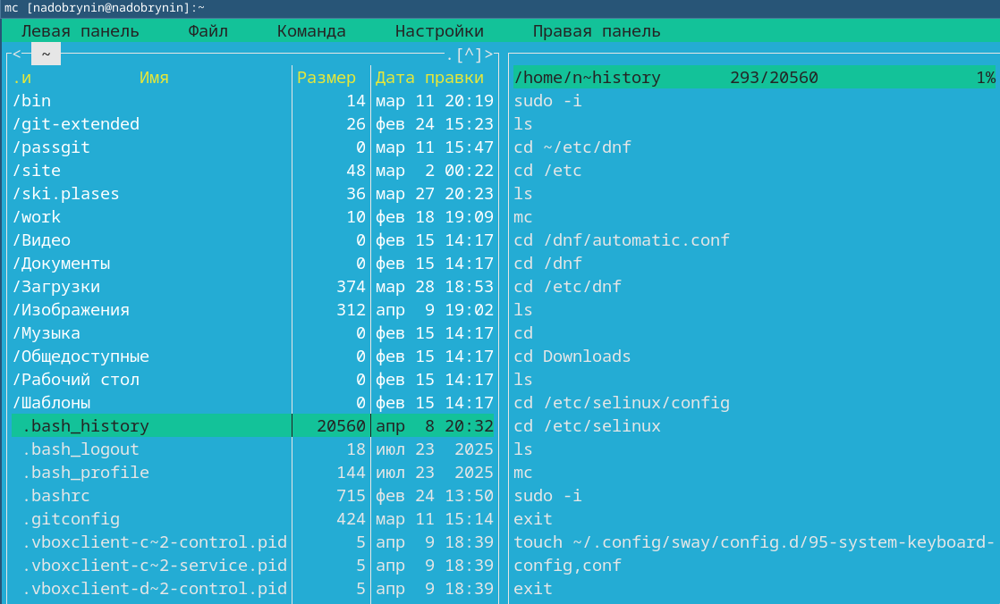 mc [nadobrynin@nadobrynin]:~
Левая панель Файл Команда Настройки Правая панель
<─ ~ .[^]>
.и Имя Размер Дата правки
/bin 14 мар 11 20:19
/git-extended 26 фев 24 15:23
/passgit 0 мар 11 15:47
/site 48 мар 2 00:22
/ski.plases 36 мар 27 20:23
/work 10 фев 18 19:09
/Видео 0 фев 15 14:17
/Документы 0 фев 15 14:17
/Загрузки 374 мар 28 18:53
/Изображения 312 апр 9 19:02
/Музыка 0 фев 15 14:17
/Общедоступные 0 фев 15 14:17
/Рабочий стол 0 фев 15 14:17
/Шаблоны 0 фев 15 14:17
.bash_history 20560 апр 8 20:32
.bash_logout 18 июл 23 2025
.bash_profile 144 июл 23 2025
.bashrc 715 фев 24 13:50
.gitconfig 424 мар 11 15:14
.vboxclient-c~2-control.pid 5 апр 9 18:39
.vboxclient-c~2-service.pid 5 апр 9 18:39
.vboxclient-d~2-control.pid 5 апр 9 18:39
/home/n~history 293/20560 1%
sudo -i
ls
cd ~/etc/dnf
cd /etc
ls
mc
cd /dnf/automatic.conf
cd /dnf
cd /etc/dnf
ls
cd
cd Downloads
ls
cd /etc/selinux/config
cd /etc/selinux
ls
mc
sudo -i
exit
touch ~/.config/sway/config.d/95-system-keyboard-
config,conf
exit